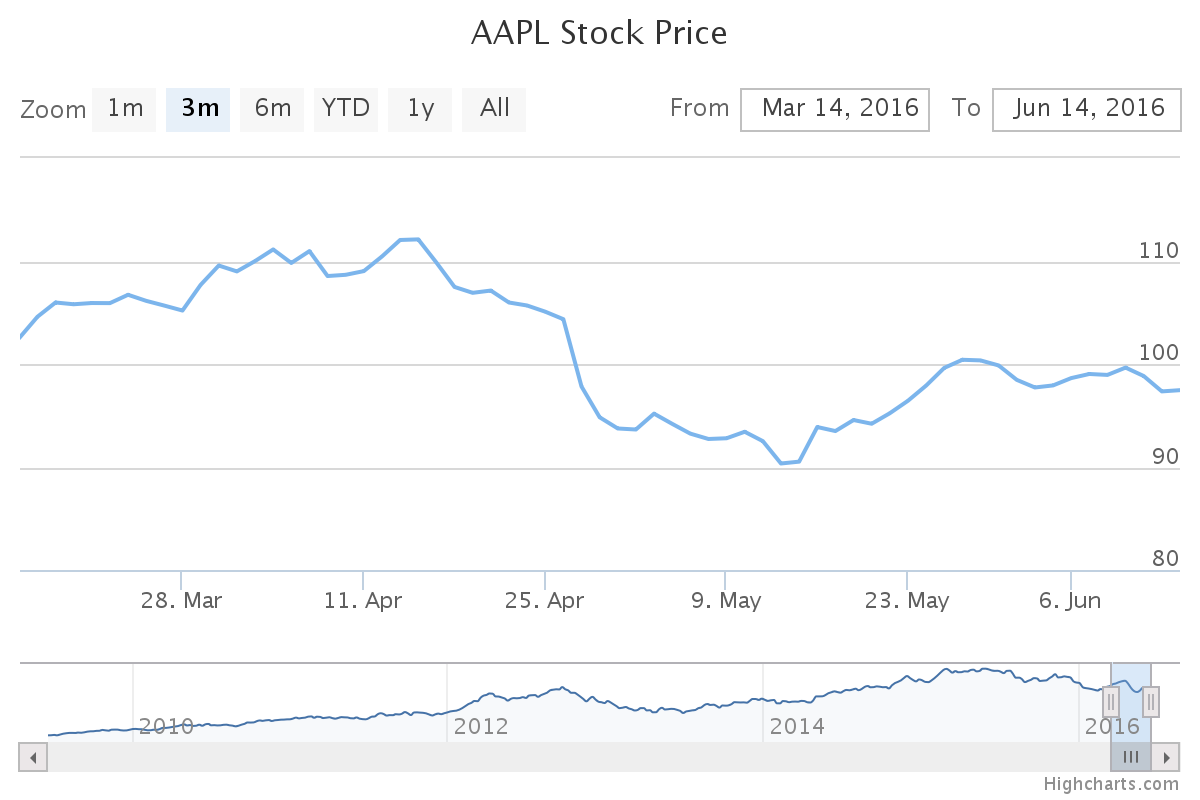 AAPL Stock Price
Zoom 1m 3m 6m YTD 1y All From Mar 14, 2016 To Jun 14, 2016
110
100
90
80
28. Mar 11. Apr 25. Apr 9. May 23. May 6. Jun
2010 2012 2014 2016
Highcharts.com